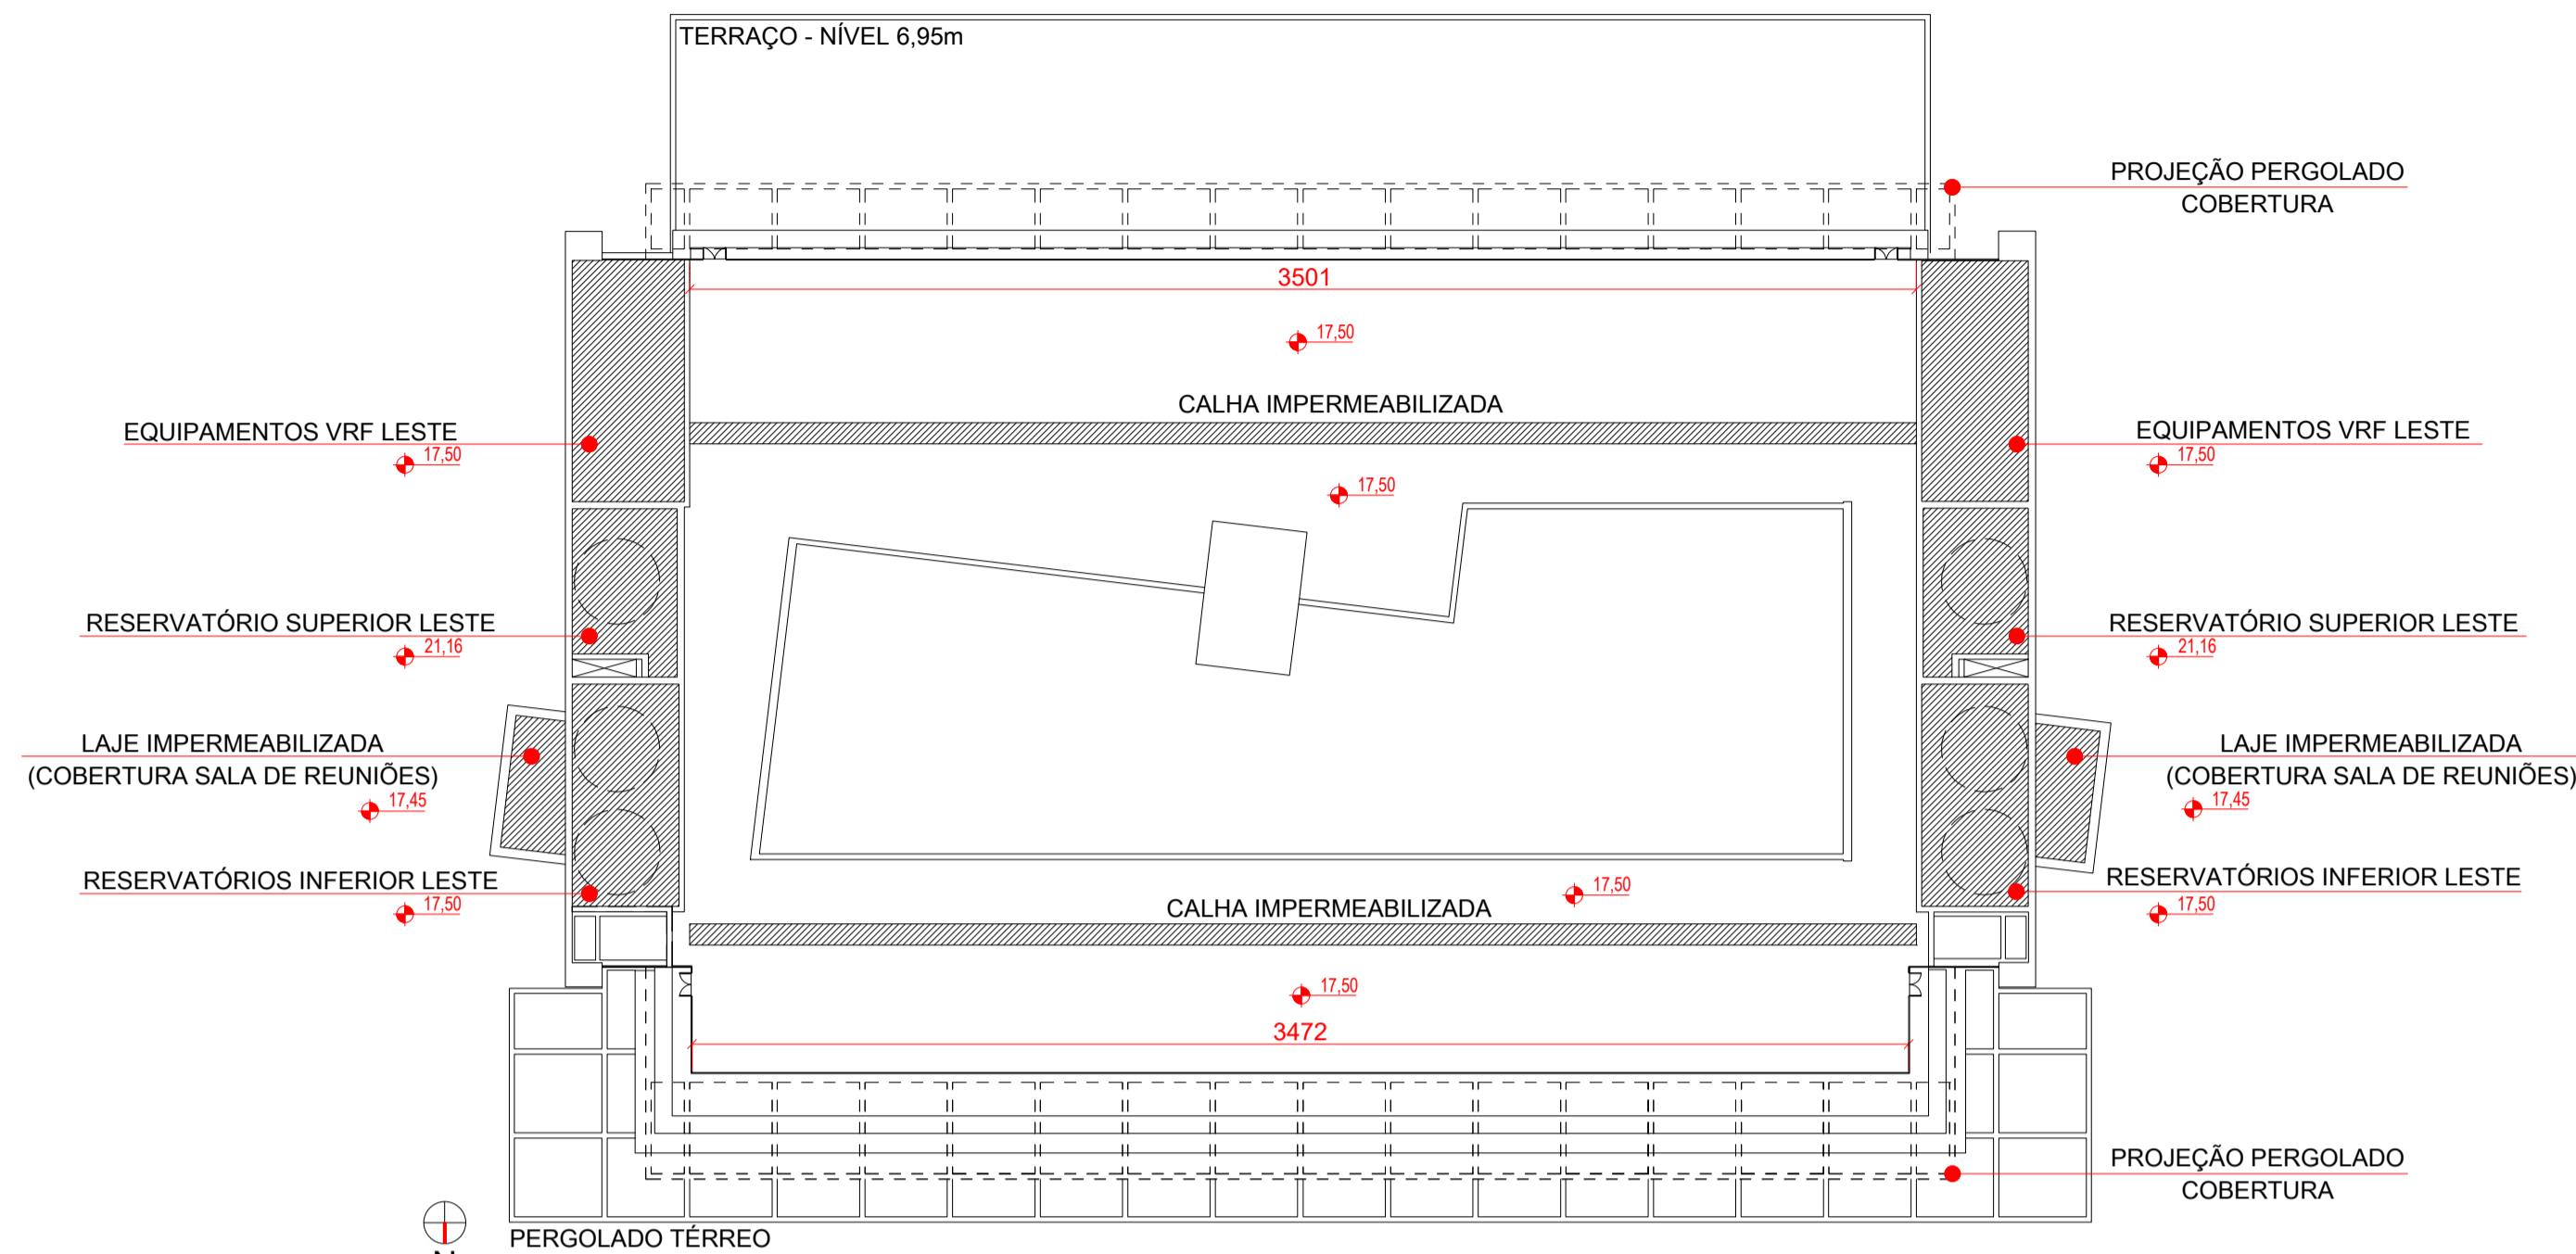 TERRAÇO - NÍVEL 6,95m
PROJEÇÃO PERGOLADO
COBERTURA
3501
17,50
CALHA IMPERMEABILIZADA
EQUIPAMENTOS VRF LESTE
17,50
EQUIPAMENTOS VRF LESTE
17,50
17,50
RESERVATÓRIO SUPERIOR LESTE
21,16
RESERVATÓRIO SUPERIOR LESTE
21,16
LAJE IMPERMEABILIZADA
(COBERTURA SALA DE REUNIÕES)
17,45
LAJE IMPERMEABILIZADA
(COBERTURA SALA DE REUNIÕES)
17,45
RESERVATÓRIOS INFERIOR LESTE
17,50
RESERVATÓRIOS INFERIOR LESTE
17,50
17,50
CALHA IMPERMEABILIZADA
17,50
3472
PROJEÇÃO PERGOLADO
COBERTURA
PERGOLADO TÉRREO